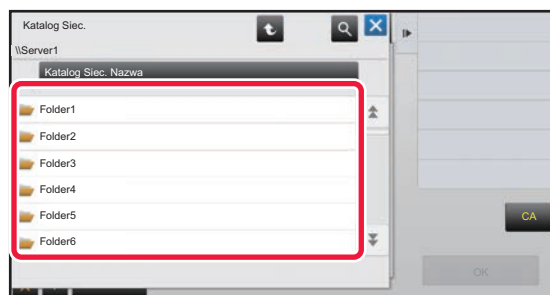 Katalog Siec.
\\Server1
Katalog Siec. Nazwa
Folder1
Folder2
Folder3
Folder4
Folder5
Folder6
CA
OK